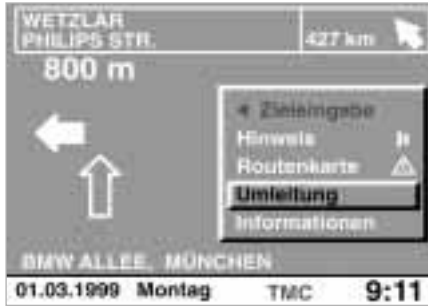 WETZLAR
PHILIPS STR.
427 km
800 m
Zieleingabe
Hinweis
Routenkarte
Umleitung
Informationen
BMW ALLEE, MÜNCHEN
01.03.1999 Montag TMC 9:11